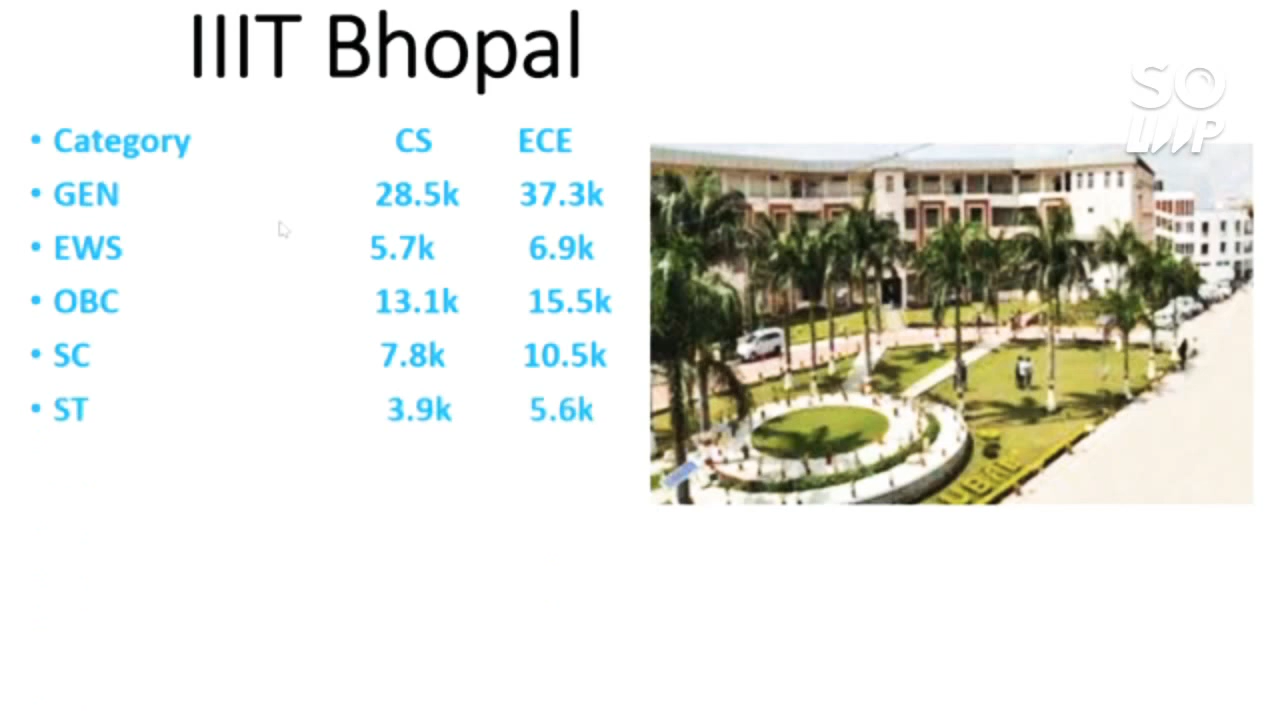 IIIT Bhopal
• Category CS ECE
• GEN 28.5k 37.3k
• EWS 5.7k 6.9k
• OBC 13.1k 15.5k
• SC 7.8k 10.5k
• ST 3.9k 5.6k
SO